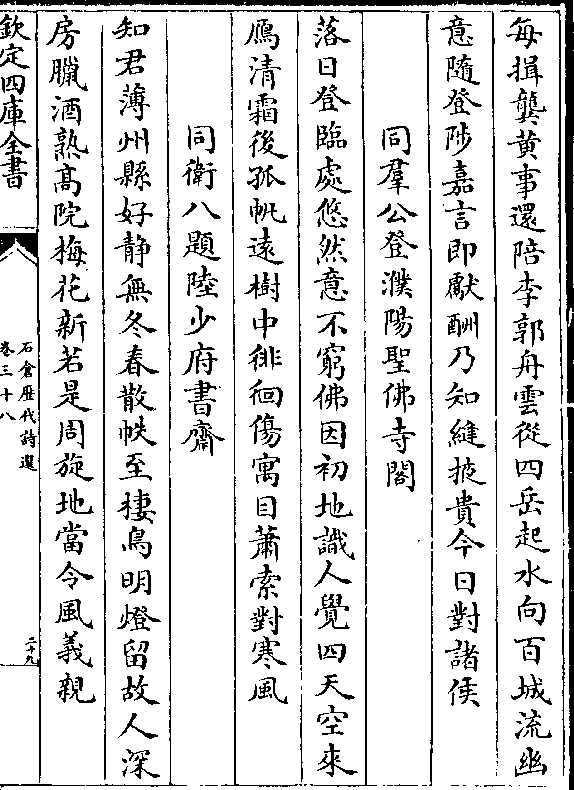 每揖龔黄事還陪李郭舟雲從四岳起水向百城流幽
意隨登陟嘉言即獻酬乃知縫掖貴今日對諸侯
同羣公登濮陽聖佛寺閣
落日登臨處悠然意不窮佛因初地識人覺四天空來
鴈清霜後孤帆遠樹中徘徊傷寓目蕭索對寒風
同衛八題陸少府書齋
知君薄州縣好静無冬春散帙至棲鳥明燈留故人深
房臘酒熟高院梅花新若是周旋地當令風義親
欽定四庫全書
石倉歴代詩選
卷三十八
二十九